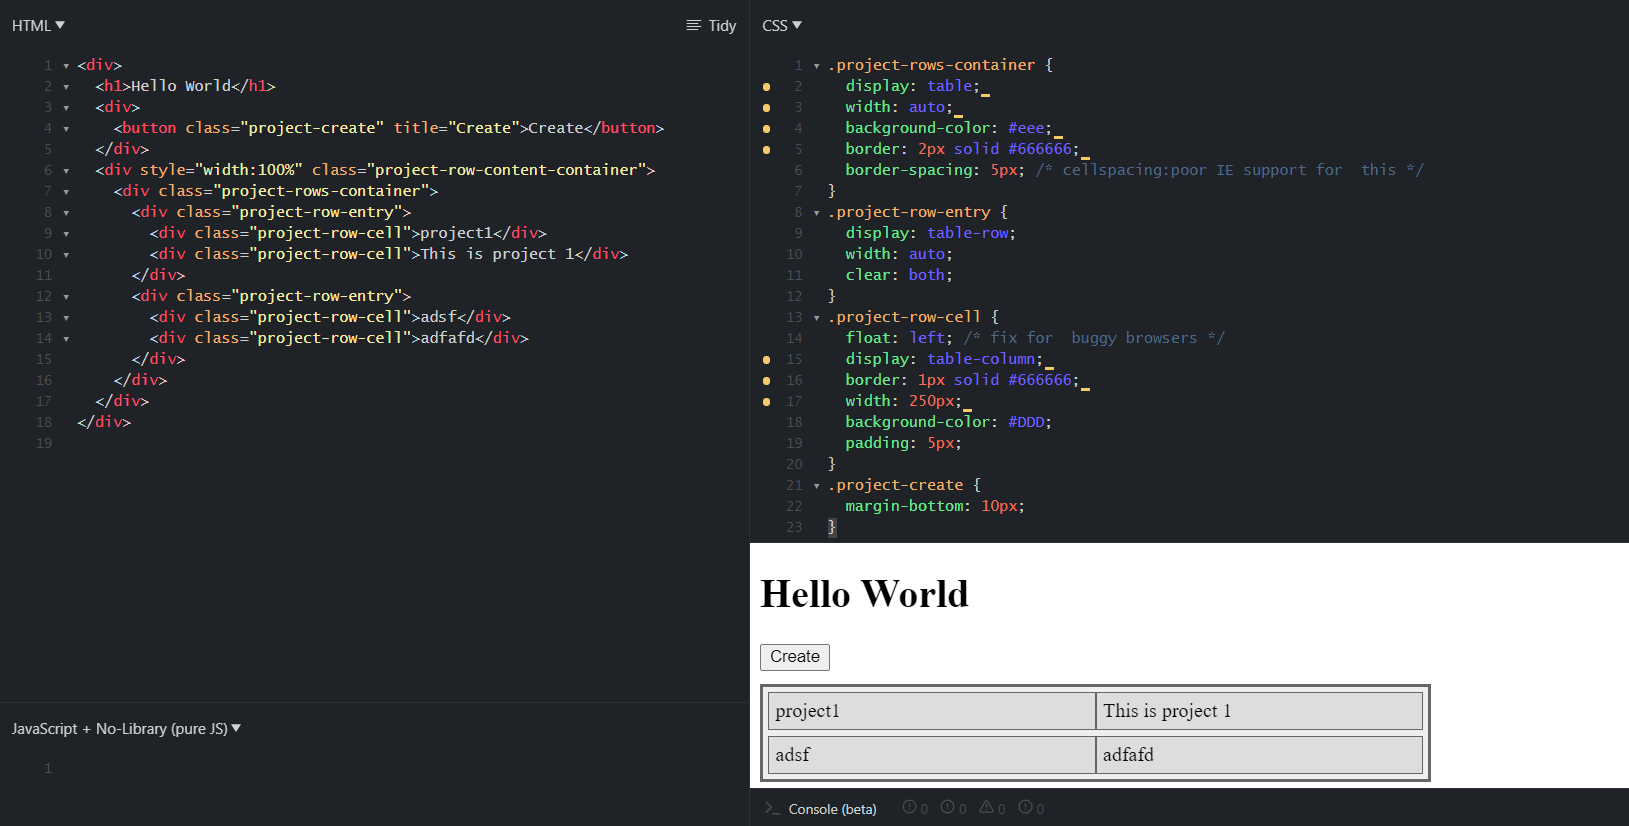 HTML ▼
Tidy
1 <div>
2 <h1>Hello World</h1>
3 <div>
4 <button class="project-create" title="Create">Create</button>
5 </div>
6 <div style="width:100%" class="project-row-content-container">
7 <div class="project-rows-container">
8 <div class="project-row-entry">
9 <div class="project-row-cell">project1</div>
10 <div class="project-row-cell">This is project 1</div>
11 </div>
12 <div class="project-row-entry">
13 <div class="project-row-cell">adsf</div>
14 <div class="project-row-cell">adfafd</div>
15 </div>
16 </div>
17 </div>
18 </div>
19
JavaScript + No-Library (pure JS) ▼
1
CSS ▼
1 .project-rows-container {
2 display: table;
3 width: auto;
4 background-color: #eee;
5 border: 2px solid #666666;
6 border-spacing: 5px; /* cellspacing:poor IE support for  this */
7 }
8 .project-row-entry {
9 display: table-row;
10 width: auto;
11 clear: both;
12 }
13 .project-row-cell {
14 float: left; /* fix for  buggy browsers */
15 display: table-column;
16 border: 1px solid #666666;
17 width: 250px;
18 background-color: #DDD;
19 padding: 5px;
20 }
21 .project-create {
22 margin-bottom: 10px;
23 }
Hello World
Create
project1 This is project 1
adsf adfafd
>_ Console (beta) 0 0 0 0